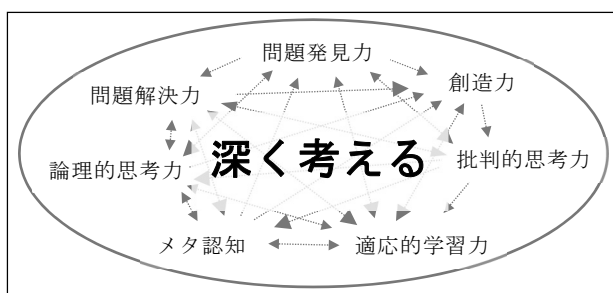 問題発見力
問題解決力
創造力
論理的思考力
深く考える
批判的思考力
メタ認知
適応的学習力